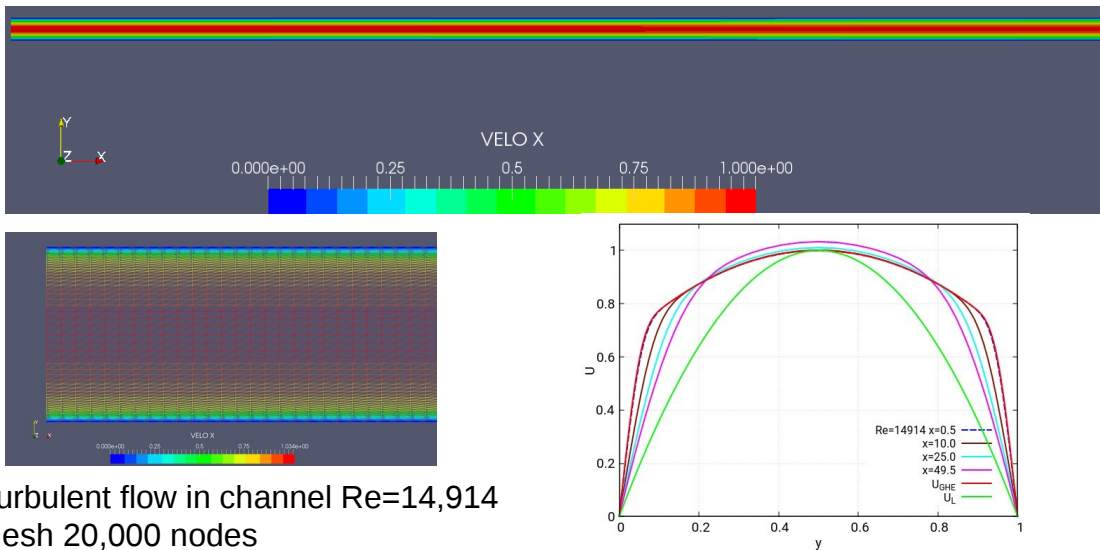 Y
Z X
VELO X
0.000e+00 0.25 0.5 0.75 1.000e+00
VELO X
0.000e+00 0.25 0.5 0.75 1.034e+00
urbulent flow in channel Re=14,914
esh 20,000 nodes
1
0.8
0.6
0.4
0.2
0
U
0 0.2 0.4 0.6 0.8 1
y
Re=14914 x=0.5
x=10.0
x=25.0
x=49.5
U_GHE
U_L